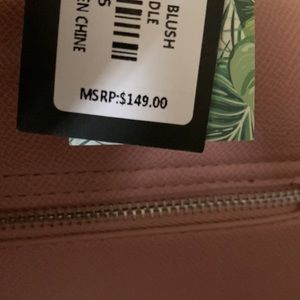 BLUSH
DLE
S
EN CHINE
MSRP:$149.00